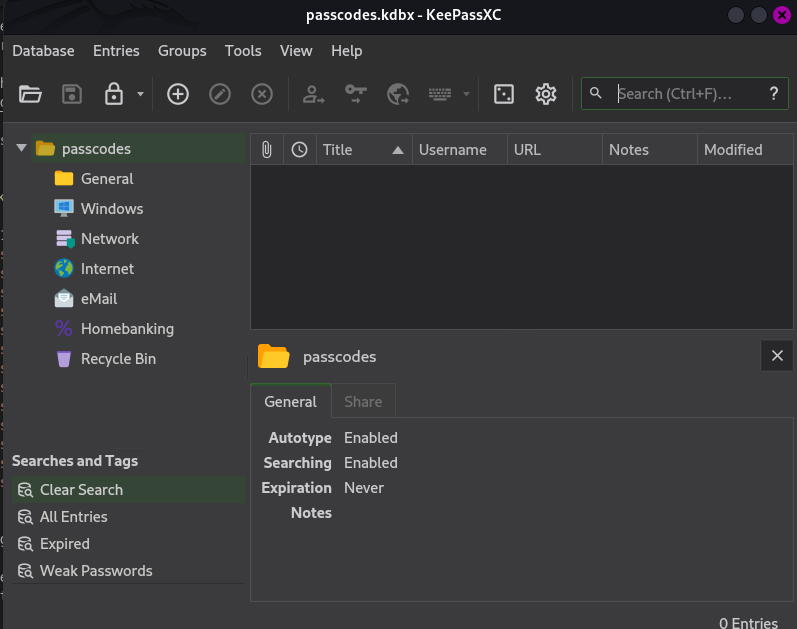 passcodes.kdbx - KeePassXC
Database Entries Groups Tools View Help
Search (Ctrl+F)... ?
passcodes
General
Windows
Network
Internet
eMail
Homebanking
Recycle Bin
Searches and Tags
Clear Search
All Entries
Expired
Weak Passwords
Title Username URL Notes Modified
passcodes
General Share
Autotype Enabled
Searching Enabled
Expiration Never
Notes
0 Entries